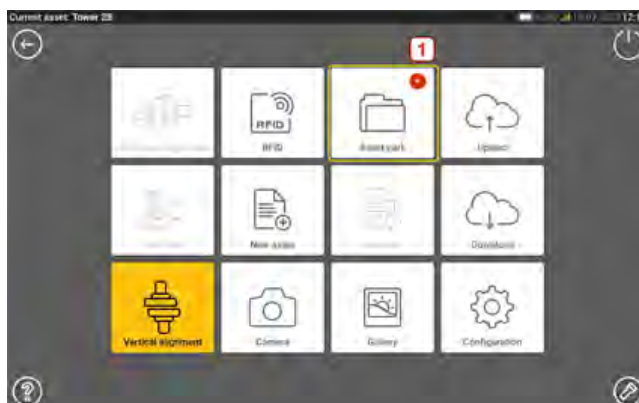 Current asset: Tower 28
1
RFID
RFID
Asset park
Upload
New asset
Download
Vertical alignment
Camera
Gallery
Configuration